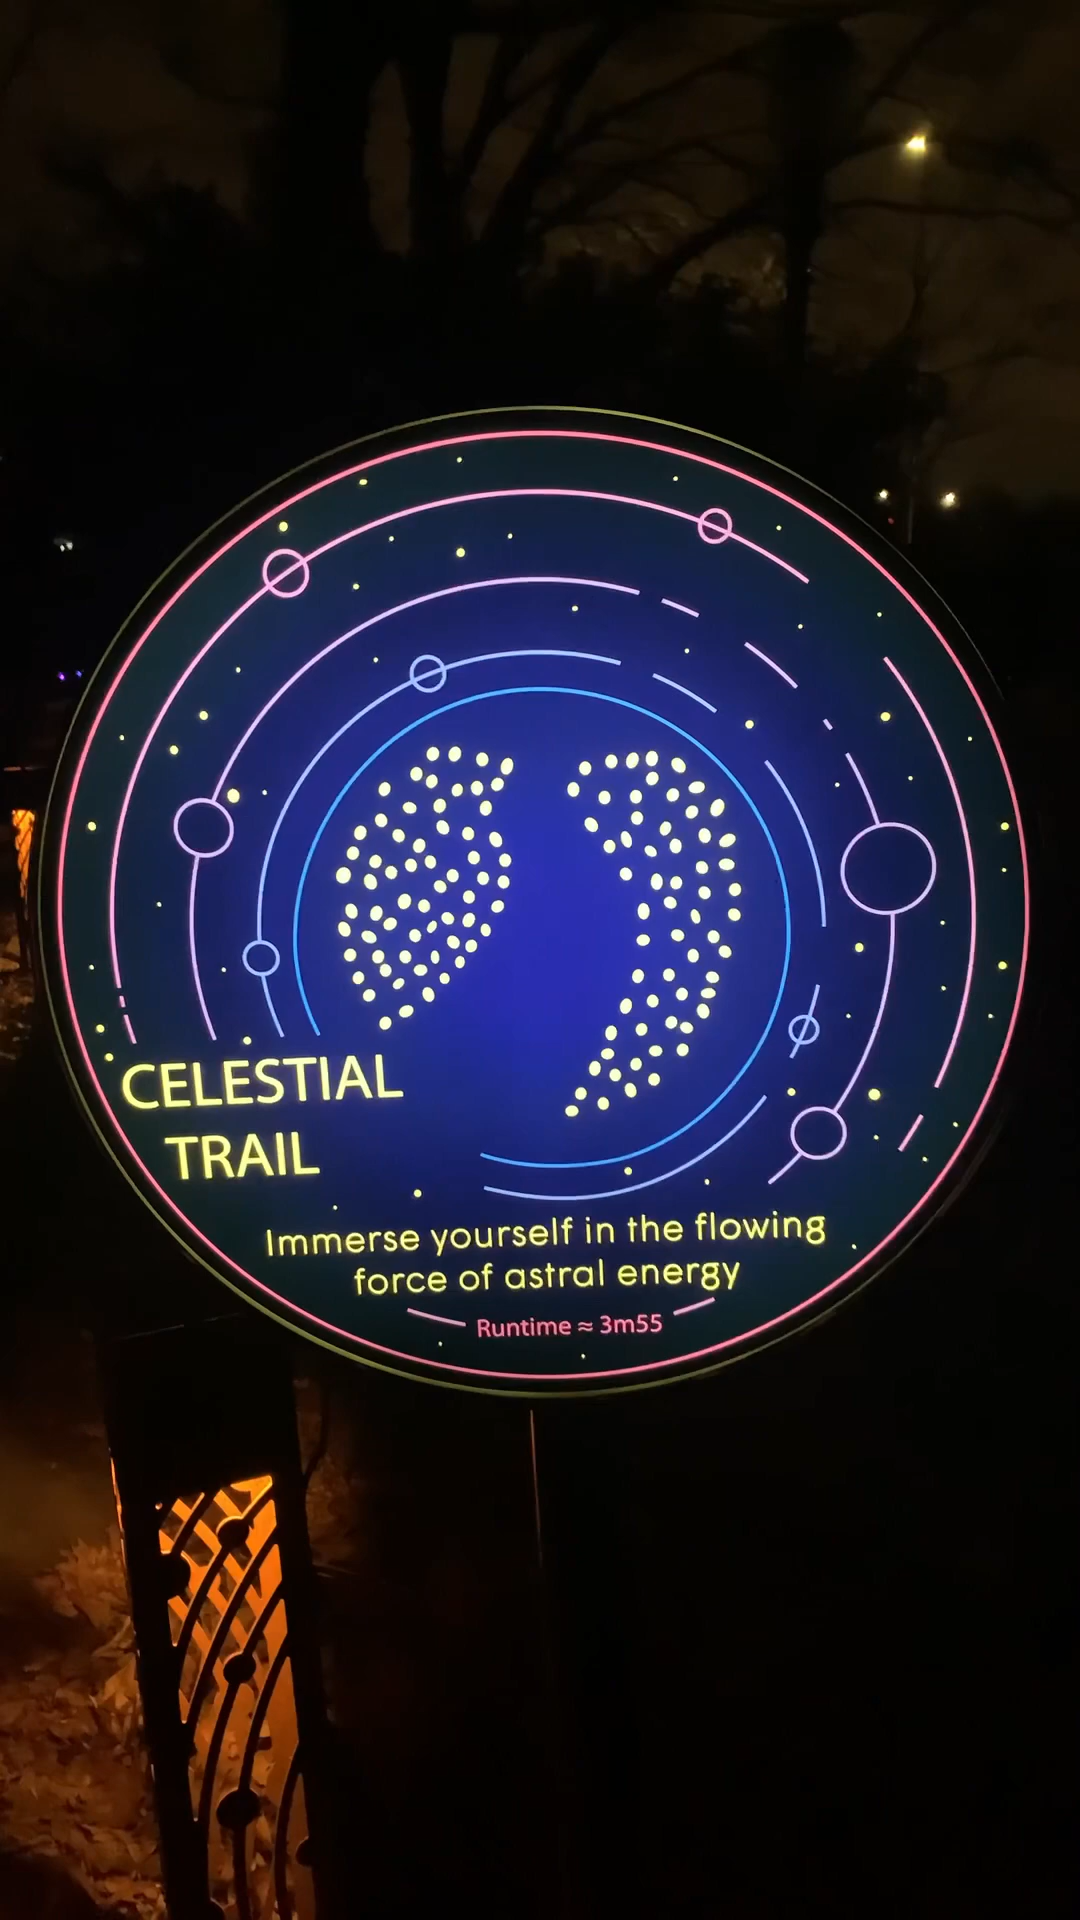 CELESTIAL
TRAIL
Immerse yourself in the flowing
force of astral energy
Runtime ≈ 3m55